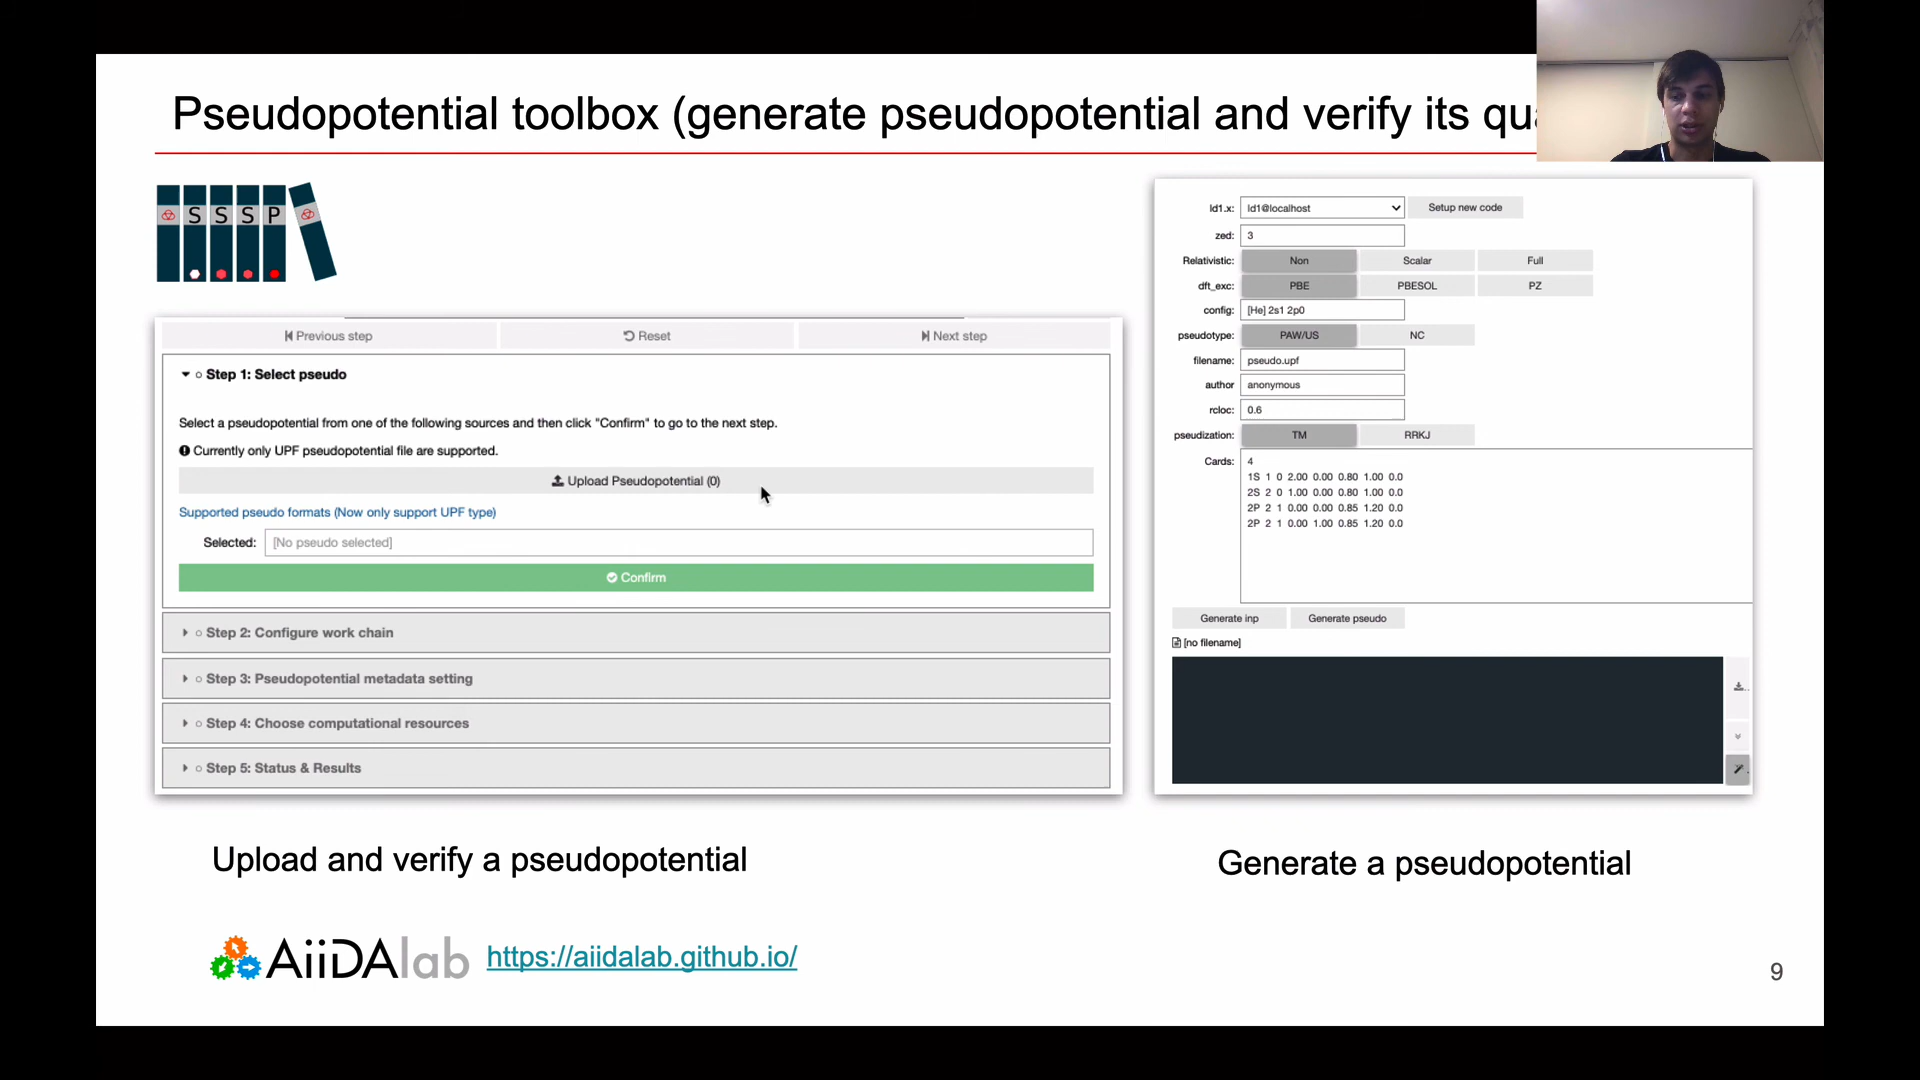 Pseudopotential toolbox (generate pseudopotential and verify its
S S S P
Previous step
Reset
Next step
Step 1: Select pseudo
Select a pseudopotential from one of the following sources and then click "Confirm" to go to the next step.
Currently only UPF pseudopotential file are supported.
Upload Pseudopotential (0)
Supported pseudo formats (Now only support UPF type)
Selected: [No pseudo selected]
Confirm
Step 2: Configure work chain
Step 3: Pseudopotential metadata setting
Step 4: Choose computational resources
Step 5: Status & Results
Upload and verify a pseudopotential
ld1.x: ld1@localhost Setup new code
zed: 3
Relativistic: Non Scalar Full
dft_exc: PBE PBESOL PZ
config: [He] 2s1 2p0
pseudotype: PAW/US NC
filename: pseudo.upf
author anonymous
rcloc: 0.6
pseudization: TM RRKJ
Cards: 4
1S 1 0 2.00 0.00 0.80 1.00 0.0
2S 2 0 1.00 0.00 0.80 1.00 0.0
2P 2 1 0.00 0.00 0.85 1.20 0.0
2P 2 1 0.00 1.00 0.85 1.20 0.0
Generate inp Generate pseudo
[no filename]
Generate a pseudopotential
AiiDAlab https://aiidalab.github.io/
9